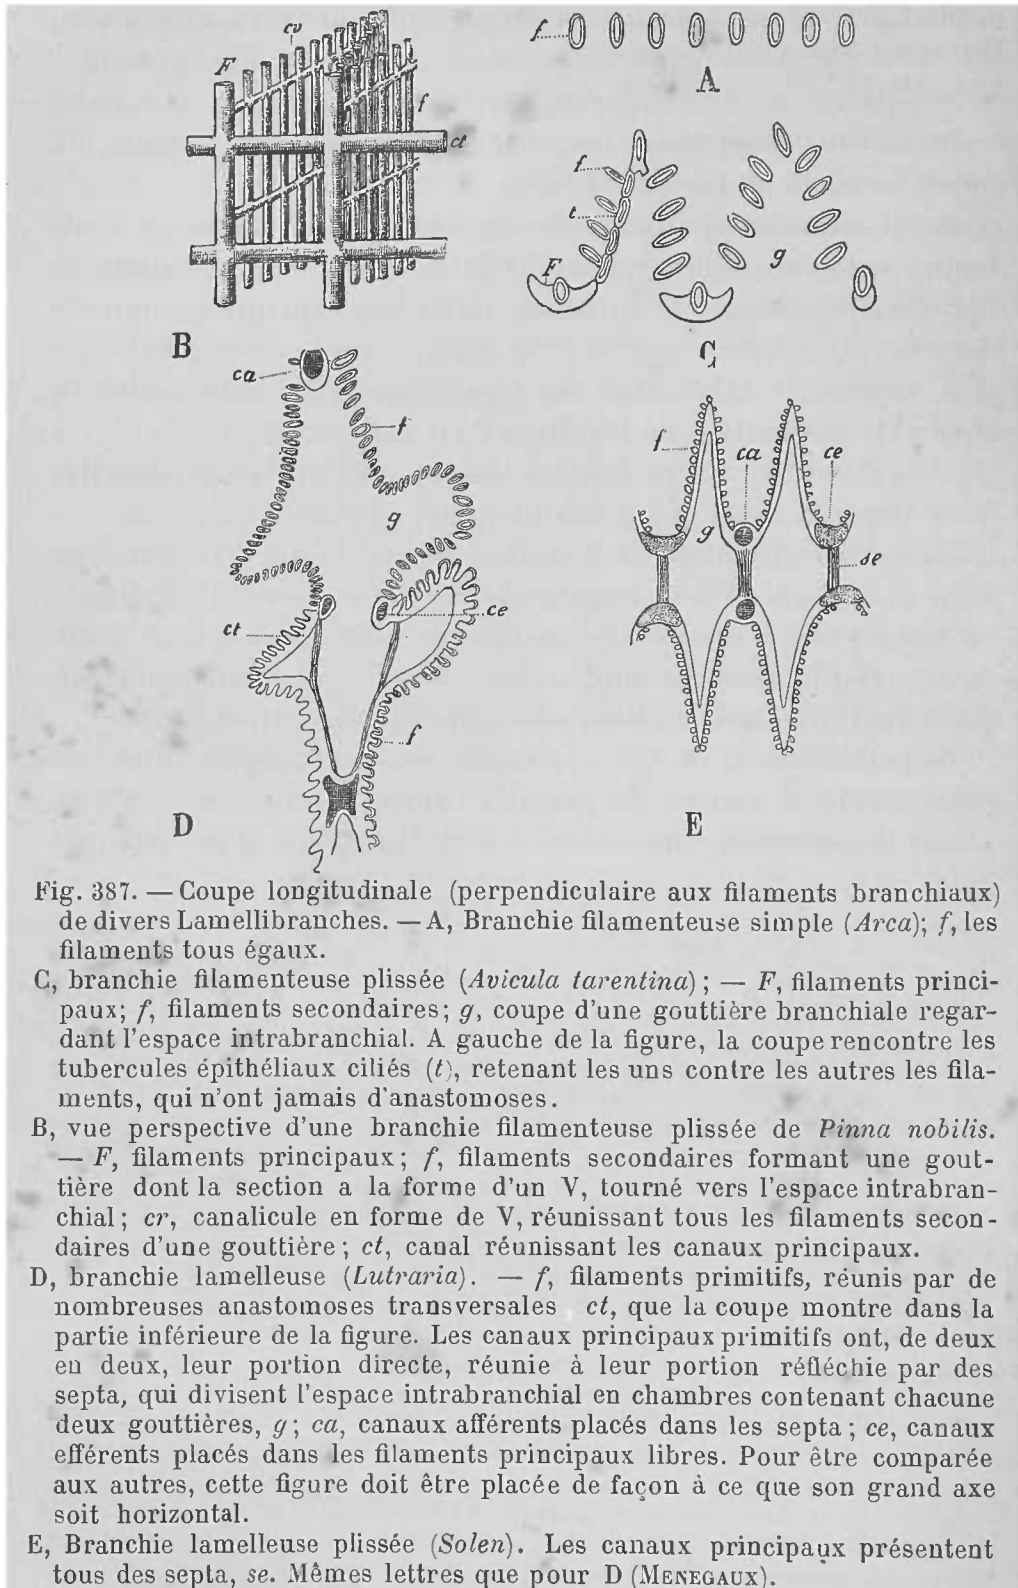 cv
F
f
ct
B
f
A
f
t
F
g
C
ca
f
g
ct
ce
f
D
f
ca
ce
g
se
E
Fig. 387. — Coupe longitudinale (perpendiculaire aux filaments branchiaux)
de divers Lamellibranches. — A, Branchie filamenteuse simple (Arca); f, les
filaments tous égaux.
C, branchie filamenteuse plissée (Avicula tarentina) ; — F, filaments princi-
paux; f, filaments secondaires; g, coupe d'une gouttière branchiale regar-
dant l'espace intrabranchial. A gauche de la figure, la coupe rencontre les
tubercules épithéliaux ciliés (t), retenant les uns contre les autres les fila-
ments, qui n'ont jamais d'anastomoses.
B, vue perspective d'une branchie filamenteuse plissée de Pinna nobilis.
— F, filaments principaux; f, filaments secondaires formant une gout-
tière dont la section a la forme d'un V, tourné vers l'espace intrabran-
chial; cr, canalicule en forme de V, réunissant tous les filaments secon-
daires d'une gouttière; ct, canal réunissant les canaux principaux.
D, branchie lamelleuse (Lutraria). — f, filaments primitifs, réunis par de
nombreuses anastomoses transversales ct, que la coupe montre dans la
partie inférieure de la figure. Les canaux principaux primitifs ont, de deux
en deux, leur portion directe, réunie à leur portion réfléchie par des
septa, qui divisent l'espace intrabranchial en chambres contenant chacune
deux gouttières, g; ca, canaux afférents placés dans les septa; ce, canaux
efférents placés dans les filaments principaux libres. Pour être comparée
aux autres, cette figure doit être placée de façon à ce que son grand axe
soit horizontal.
E, Branchie lamelleuse plissée (Solen). Les canaux principaux présentent
tous des septa, se. Mêmes lettres que pour D (MENEGAUX).